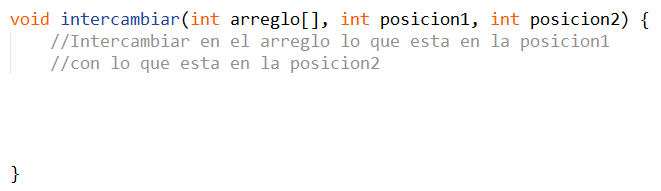 void intercambiar(int arreglo[], int posicion1, int posicion2) {
//Intercambiar en el arreglo lo que esta en la posicion1
//con lo que esta en la posicion2
}